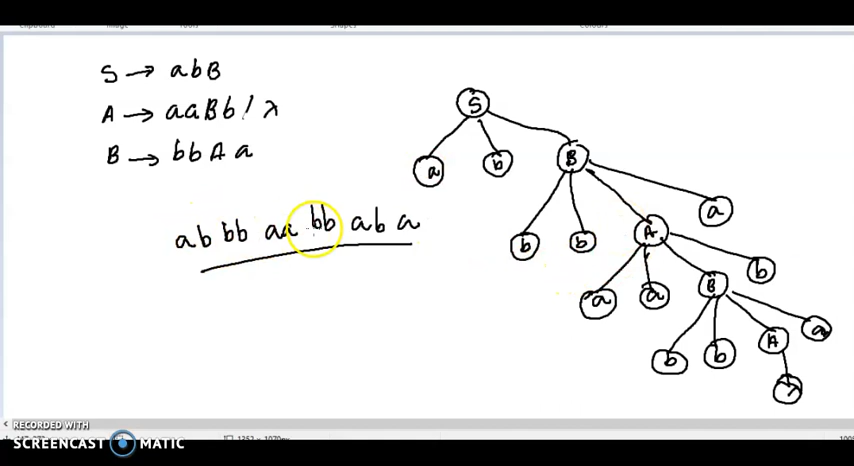 S → abB
A → aaBb / λ
B → bbAa
ab bb aa bb ab a
S
a b B
b b A a
a a B b
b b A a
λ
RECORDED WITH
SCREENCAST MATIC